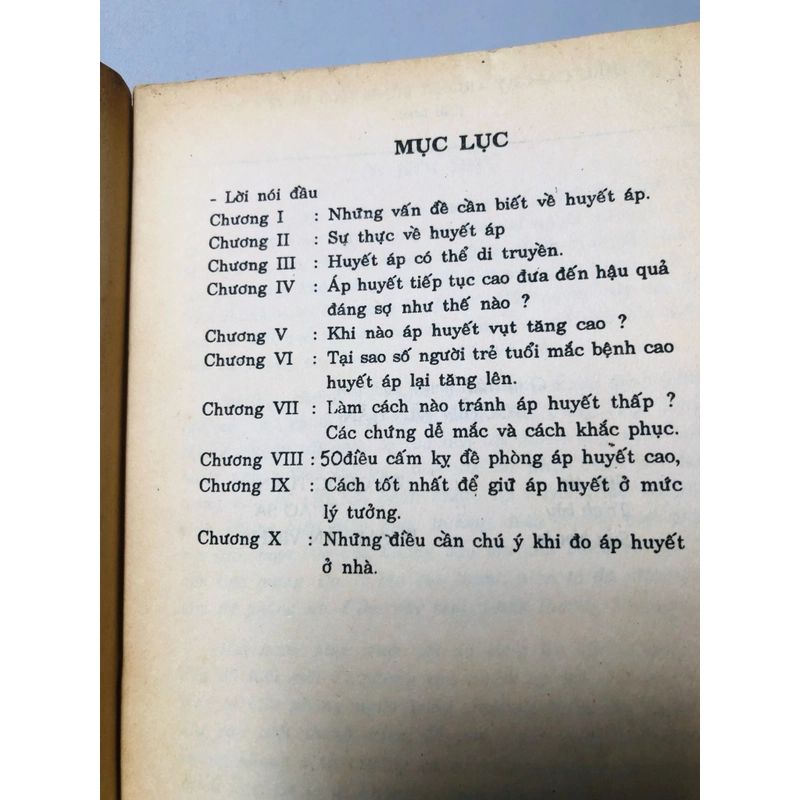 MỤC LỤC
- Lời nói đầu
Chương I : Những vấn đề cần biết về huyết áp.
Chương II : Sự thực về huyết áp
Chương III : Huyết áp có thể di truyền.
Chương IV : Áp huyết tiếp tục cao đưa đến hậu quả
đáng sợ như thế nào ?
Chương V : Khi nào áp huyết vụt tăng cao ?
Chương VI : Tại sao số người trẻ tuổi mắc bệnh cao
huyết áp lại tăng lên.
Chương VII : Làm cách nào tránh áp huyết thấp ?
Các chứng dễ mắc và cách khắc phục.
Chương VIII : 50điều cấm kỵ đề phòng áp huyết cao,
Chương IX : Cách tốt nhất để giữ áp huyết ở mức
lý tưởng.
Chương X : Những điều cần chú ý khi đo áp huyết
ở nhà.